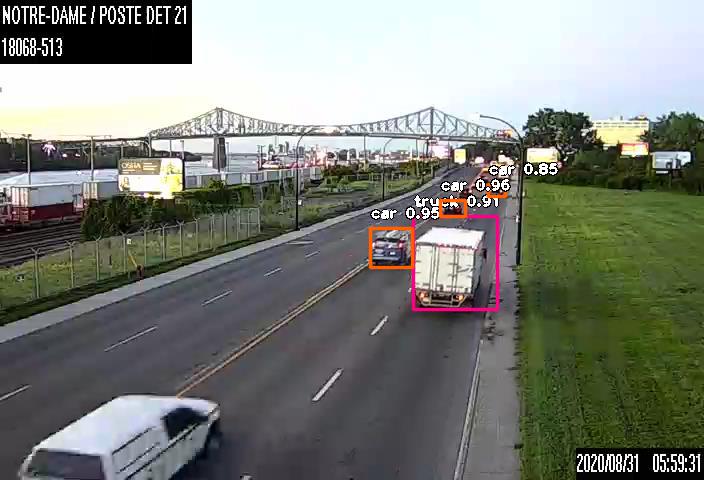 NOTRE-DAME / POSTE DET 21
18068-513
OSHA
car 0.85
car 0.96
truck 0.91
car 0.95
2020/08/31 05:59:31